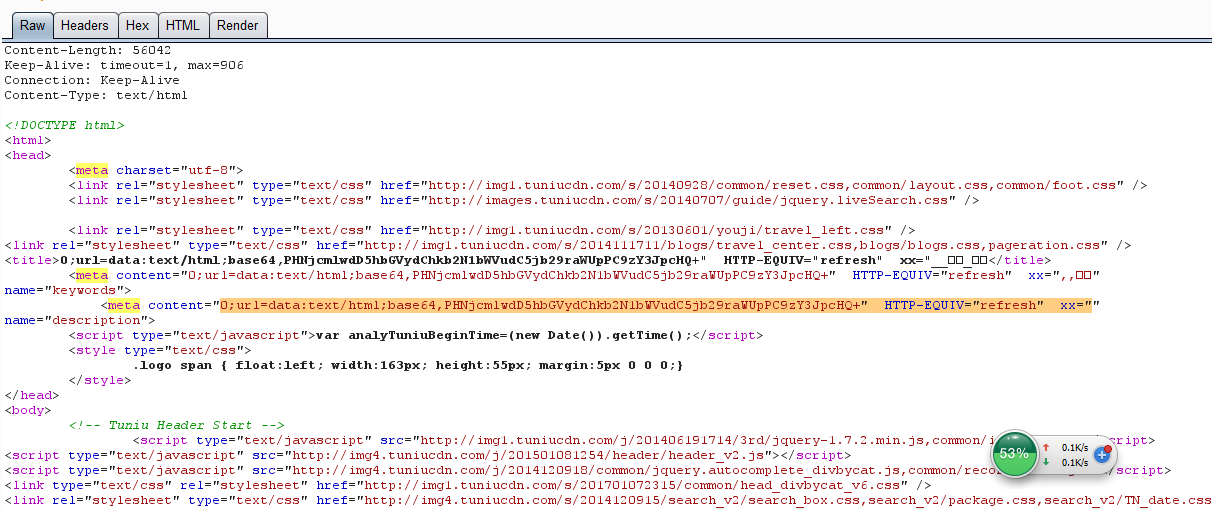 Raw Headers Hex HTML Render
Content-Length: 56042
Keep-Alive: timeout=1, max=906
Connection: Keep-Alive
Content-Type: text/html
<!DOCTYPE html>
<html>
<head>
<meta charset="utf-8">
<link rel="stylesheet" type="text/css" href="http://img1.tuniucdn.com/s/20140928/common/reset.css,common/layout.css,common/foot.css" />
<link rel="stylesheet" type="text/css" href="http://images.tuniucdn.com/s/20140707/guide/jquery.liveSearch.css" />
<link rel="stylesheet" type="text/css" href="http://img1.tuniucdn.com/s/20130601/youji/travel_left.css" />
<link rel="stylesheet" type="text/css" href="http://img1.tuniucdn.com/s/2014111711/blogs/travel_center.css,blogs/blogs.css,pageration.css" />
<title>0;url=data:text/html;base64,PHNjcmlwdD5hbGVydChkb2N1bWVudC5jb29raWUpPC9zY3JpcHQ+" HTTP-EQUIV="refresh" xx="__□□_□□</title>
<meta content="0;url=data:text/html;base64,PHNjcmlwdD5hbGVydChkb2N1bWVudC5jb29raWUpPC9zY3JpcHQ+" HTTP-EQUIV="refresh" xx=",,□□"
name="keywords">
<meta content="0;url=data:text/html;base64,PHNjcmlwdD5hbGVydChkb2N1bWVudC5jb29raWUpPC9zY3JpcHQ+" HTTP-EQUIV="refresh" xx=""
name="description">
<script type="text/javascript">var analyTuniuBeginTime=(new Date()).getTime();</script>
<style type="text/css">
.logo span { float:left; width:163px; height:55px; margin:5px 0 0 0;}
</style>
</head>
<body>
<!-- Tuniu Header Start -->
<script type="text/javascript" src="http://img1.tuniucdn.com/j/201406191714/3rd/jquery-1.7.2.min.js,common/j cript>
<script type="text/javascript" src="http://img4.tuniucdn.com/j/201501081254/header/header_v2.js"></script>
<script type="text/javascript" src="http://img4.tuniucdn.com/j/2014120918/common/jquery.autocomplete_divbycat.js,common/reco </script>
<link type="text/css" rel="stylesheet" href="http://img4.tuniucdn.com/s/201701072315/common/head_divbycat_v6.css" />
<link rel="stylesheet" type="text/css" href="http://img4.tuniucdn.com/s/2014120915/search_v2/search_box.css,search_v2/package.css,search_v2/TN_date.css
53% ↑ 0.1K/s
↓ 0.1K/s